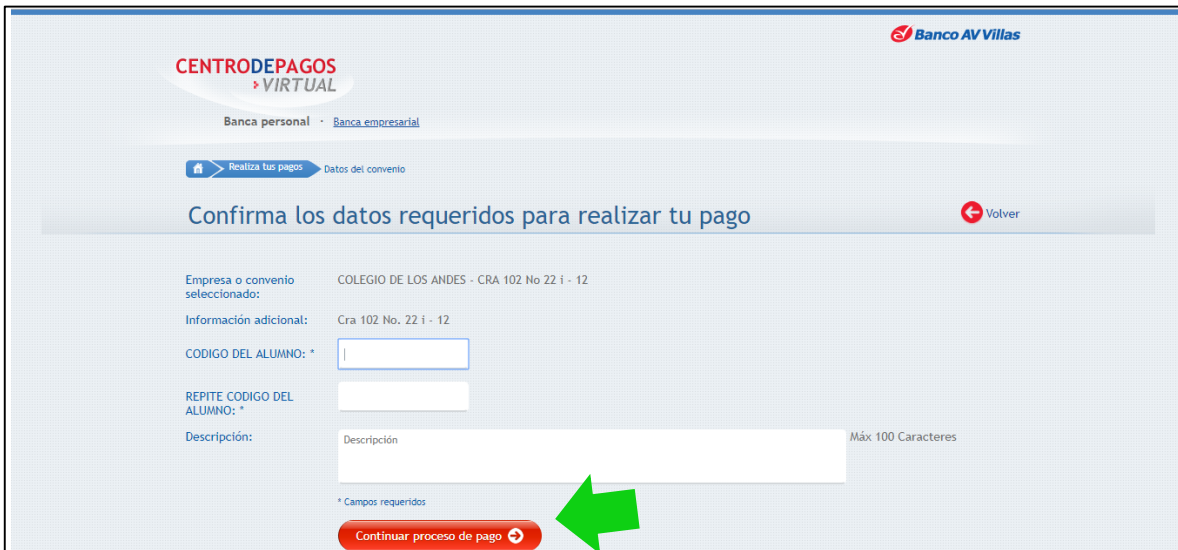 Banco AV Villas
CENTRODEPAGOS
VIRTUAL
Banca personal · Banca empresarial
Realiza tus pagos Datos del convenio
Confirma los datos requeridos para realizar tu pago
Volver
Empresa o convenio seleccionado:
COLEGIO DE LOS ANDES - CRA 102 No 22 i - 12
Información adicional: Cra 102 No. 22 i - 12
CODIGO DEL ALUMNO: *
REPITE CODIGO DEL
ALUMNO: *
Descripción: Descripción Máx 100 Caracteres
* Campos requeridos
Continuar proceso de pago